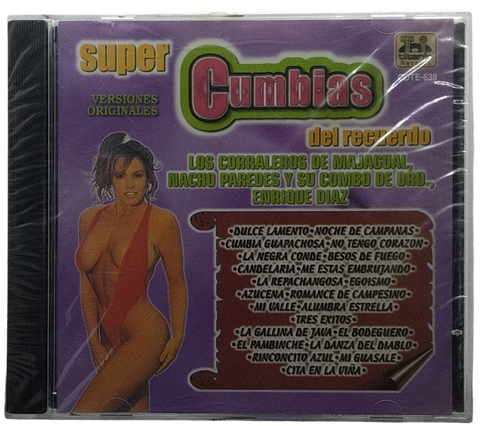 super
Cumbias
del recuerdo
VERSIONES
ORIGINALES
CDTE-638
LOS CORRALEROS DE MAJAGUAL,
NACHO PAREDES Y SU COMBO DE ORO.,
ENRIQUE DIAZ
·DULCE LAMENTO·NOCHE DE CAMPANAS·
·CUMBIA GUAPACHOSA·NO TENGO CORAZON·
·LA NEGRA CONDE·BESOS DE FUEGO·
·CANDELARIA·ME ESTAS EMBRUJANDO·
·LA REPACHANGOSA·EGOISMO·
·AZUCENA·ROMANCE DE CAMPESINO·
·MI VALLE·ALUMBRA ESTRELLA·
·TRES EXITOS·
·LA GALLINA DE JAVA·EL BODEGUERO·
·EL PAMBINCHE·LA DANZA DEL DIABLO·
·RINCONCITO AZUL·MI GUASALE·
·CITA EN LA VIÑA·